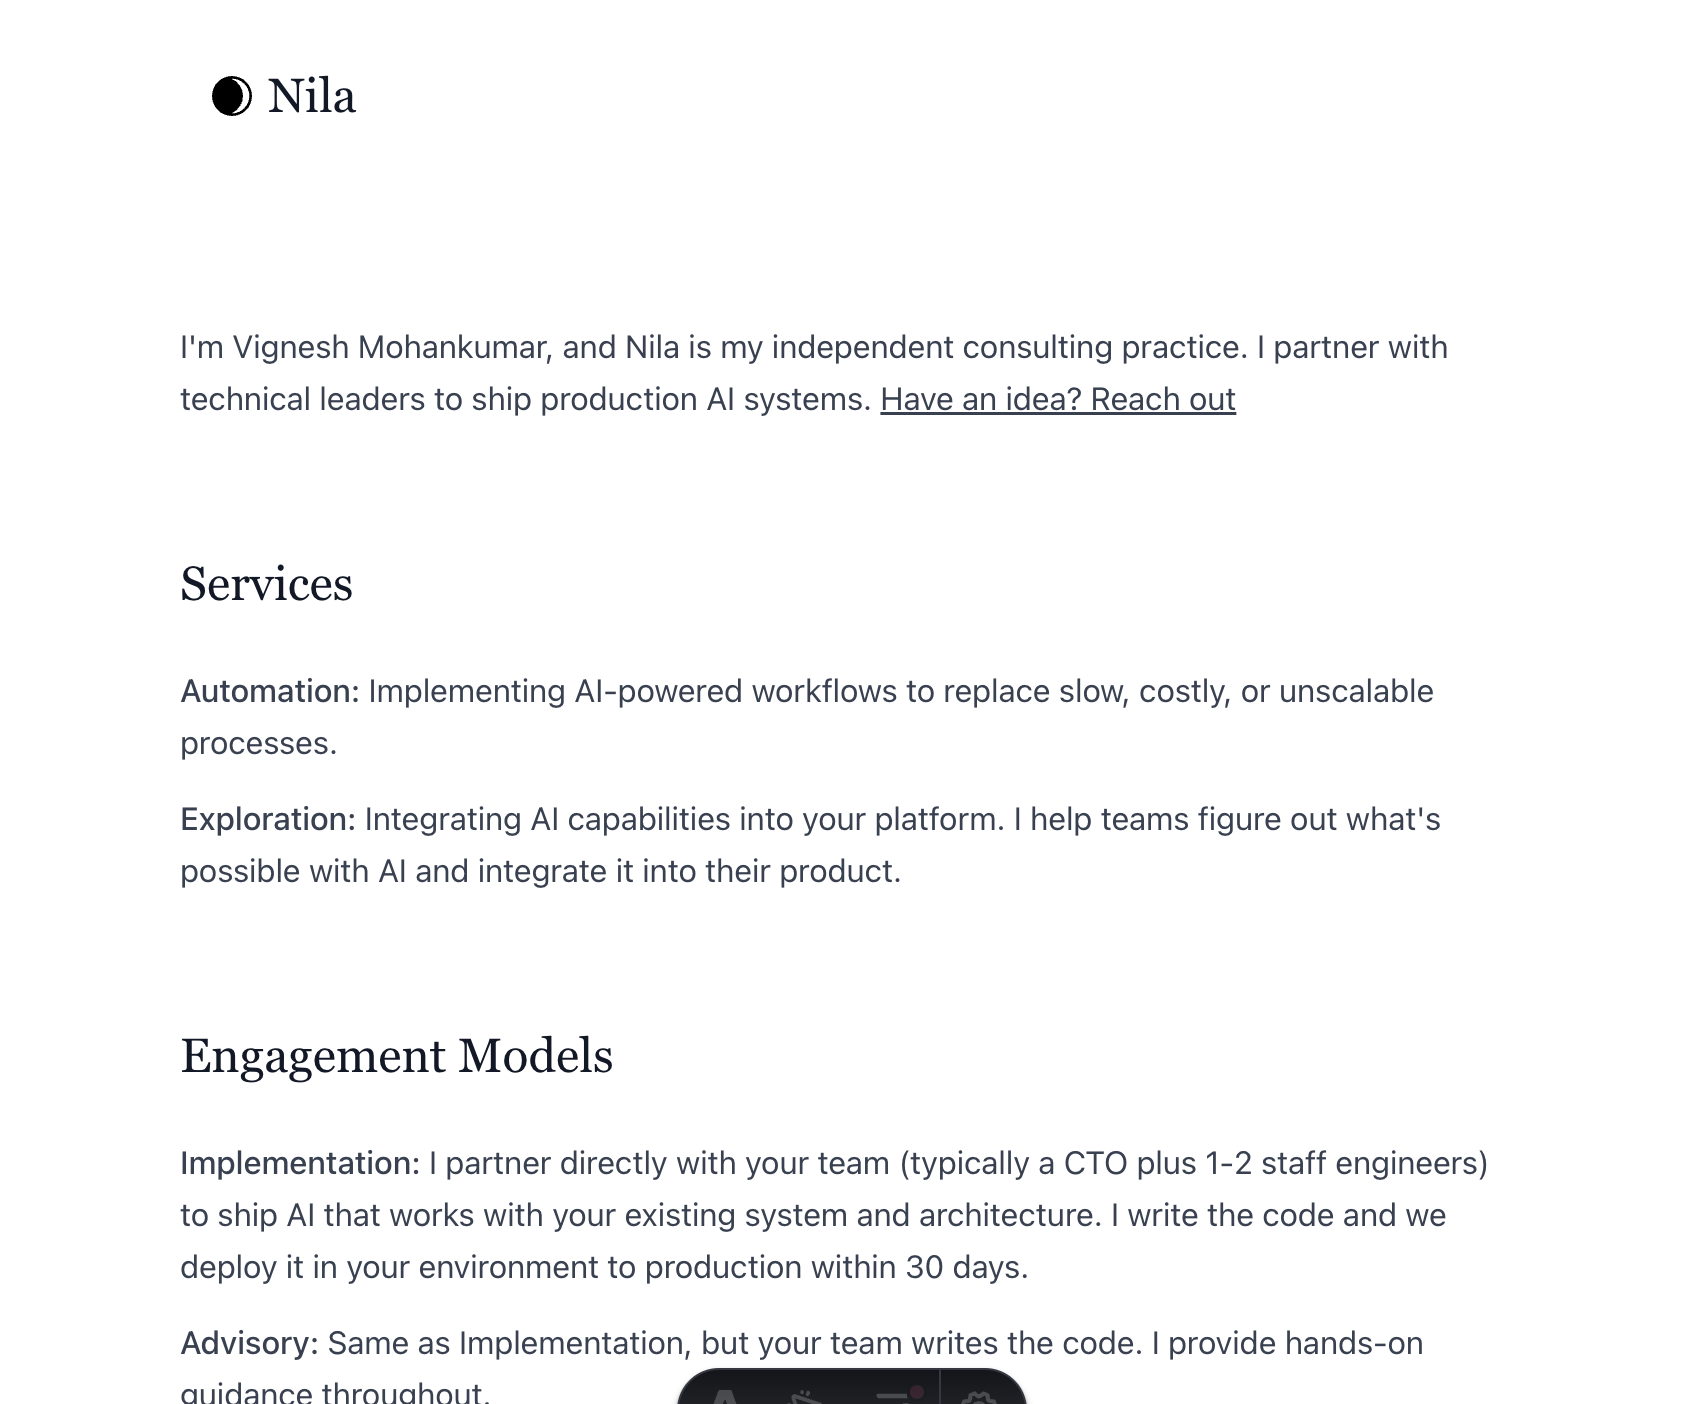 Nila
I'm Vignesh Mohankumar, and Nila is my independent consulting practice. I partner with
technical leaders to ship production AI systems. Have an idea? Reach out
Services
Automation: Implementing AI-powered workflows to replace slow, costly, or unscalable
processes.
Exploration: Integrating AI capabilities into your platform. I help teams figure out what's
possible with AI and integrate it into their product.
Engagement Models
Implementation: I partner directly with your team (typically a CTO plus 1-2 staff engineers)
to ship AI that works with your existing system and architecture. I write the code and we
deploy it in your environment to production within 30 days.
Advisory: Same as Implementation, but your team writes the code. I provide hands-on
guidance throughout.